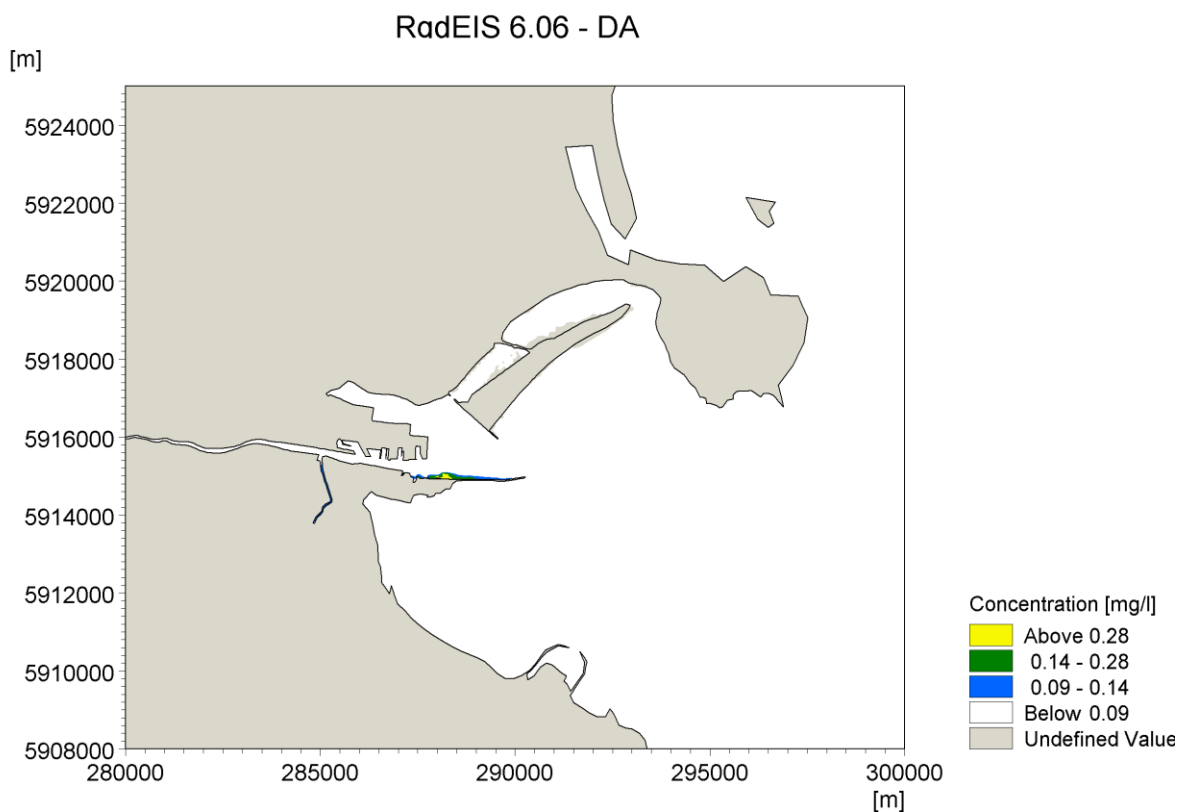 RadEIS 6.06 - DA
[m]
5924000
5922000
5920000
5918000
5916000
5914000
5912000
5910000
5908000
280000 285000 290000 295000 300000
[m]
Concentration [mg/l]
Above 0.28
0.14 - 0.28
0.09 - 0.14
Below 0.09
Undefined Value